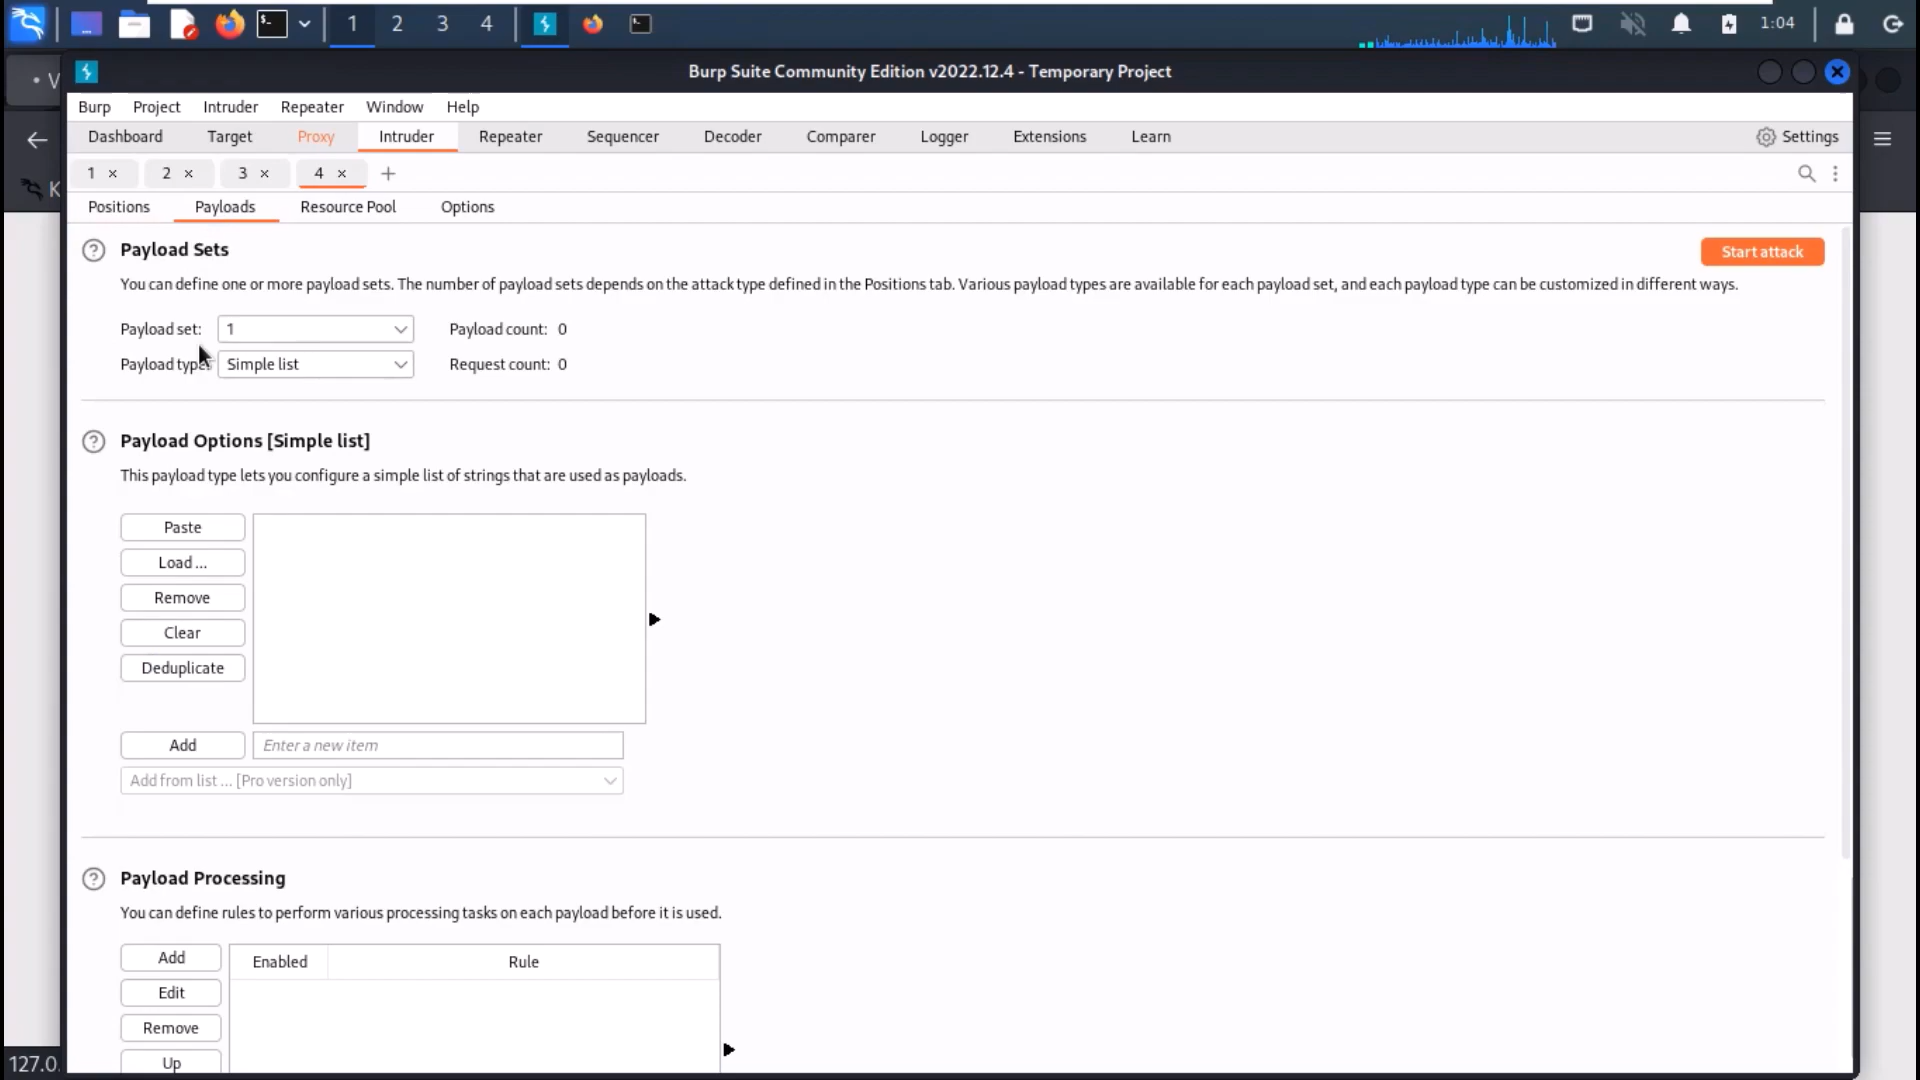 1 2 3 4 1:04
Burp Suite Community Edition v2022.12.4 - Temporary Project
Burp Project Intruder Repeater Window Help
Dashboard Target Proxy Intruder Repeater Sequencer Decoder Comparer Logger Extensions Learn Settings
1 × 2 × 3 × 4 × +
Positions Payloads Resource Pool Options
? Payload Sets Start attack
You can define one or more payload sets. The number of payload sets depends on the attack type defined in the Positions tab. Various payload types are available for each payload set, and each payload type can be customized in different ways.
Payload set: 1 Payload count: 0
Payload type: Simple list Request count: 0
? Payload Options [Simple list]
This payload type lets you configure a simple list of strings that are used as payloads.
Paste
Load ...
Remove
Clear
Deduplicate
Add Enter a new item
Add from list ... [Pro version only]
? Payload Processing
You can define rules to perform various processing tasks on each payload before it is used.
Add Enabled Rule
Edit
Remove
Up
127.0.